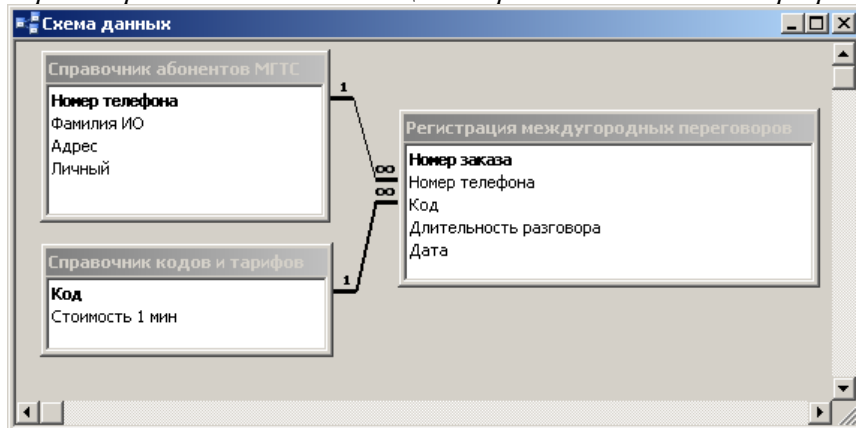 Схема данных
Справочник абонентов МГТС
Номер телефона
Фамилия ИО
Адрес
Личный
1
Регистрация междугородных переговоров
Номер заказа
Номер телефона
Код
Длительность разговора
Дата
∞
∞
Справочник кодов и тарифов
Код
Стоимость 1 мин
1